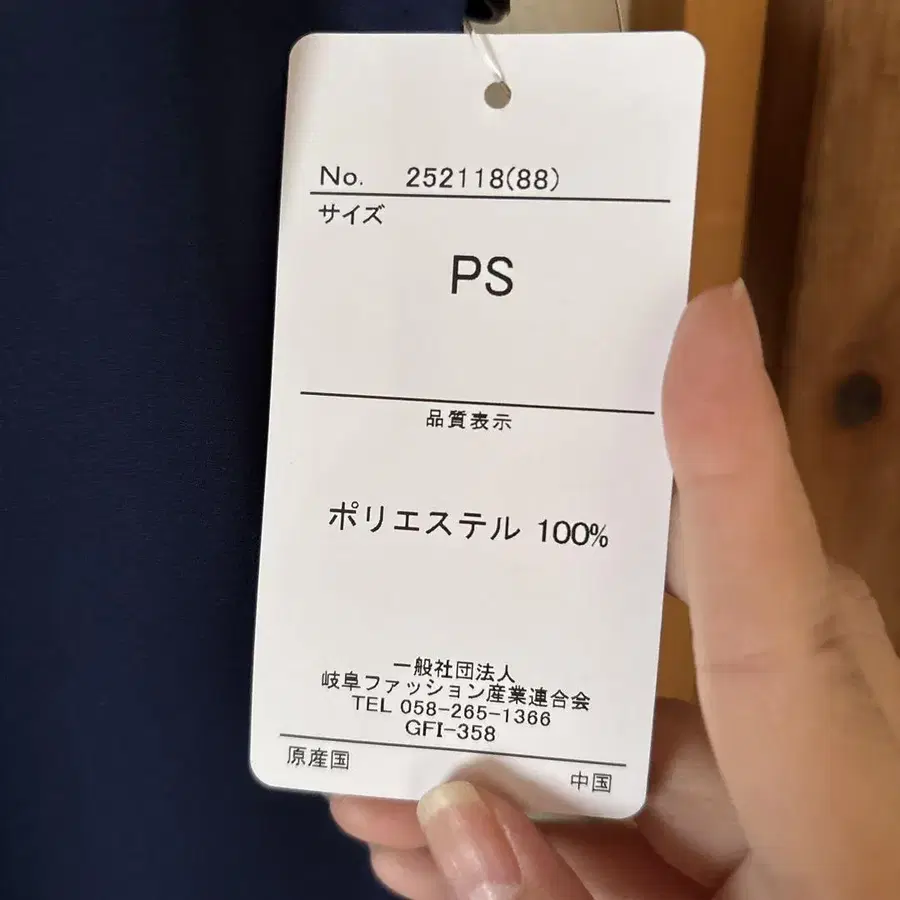 No. 252118(88)
サイズ
PS
品質表示
ポリエステル 100%
一般社団法人
岐阜ファッション産業連合会
TEL 058-265-1366
GFI-358
原産国 中国